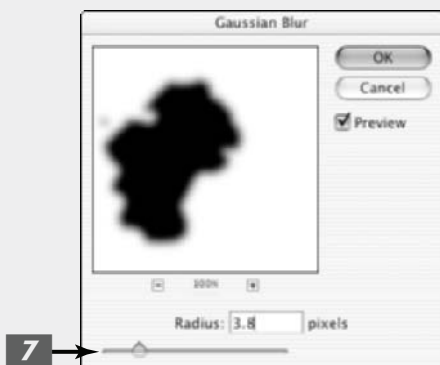 Gaussian Blur
OK
Cancel
Preview
100%
Radius: 3.8 pixels
7